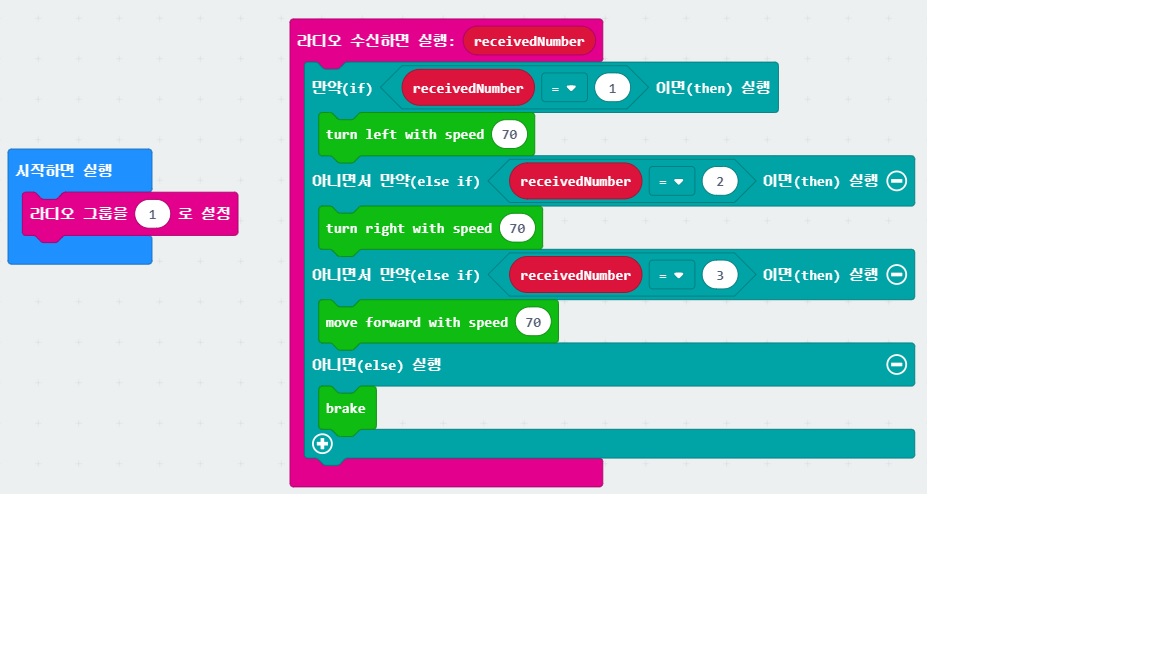 시작하면 실행
라디오 그룹을 1 로 설정
라디오 수신하면 실행: receivedNumber
만약(if) receivedNumber = 1 이면(then) 실행
turn left with speed 70
아니면서 만약(else if) receivedNumber = 2 이면(then) 실행
turn right with speed 70
아니면서 만약(else if) receivedNumber = 3 이면(then) 실행
move forward with speed 70
아니면(else) 실행
brake